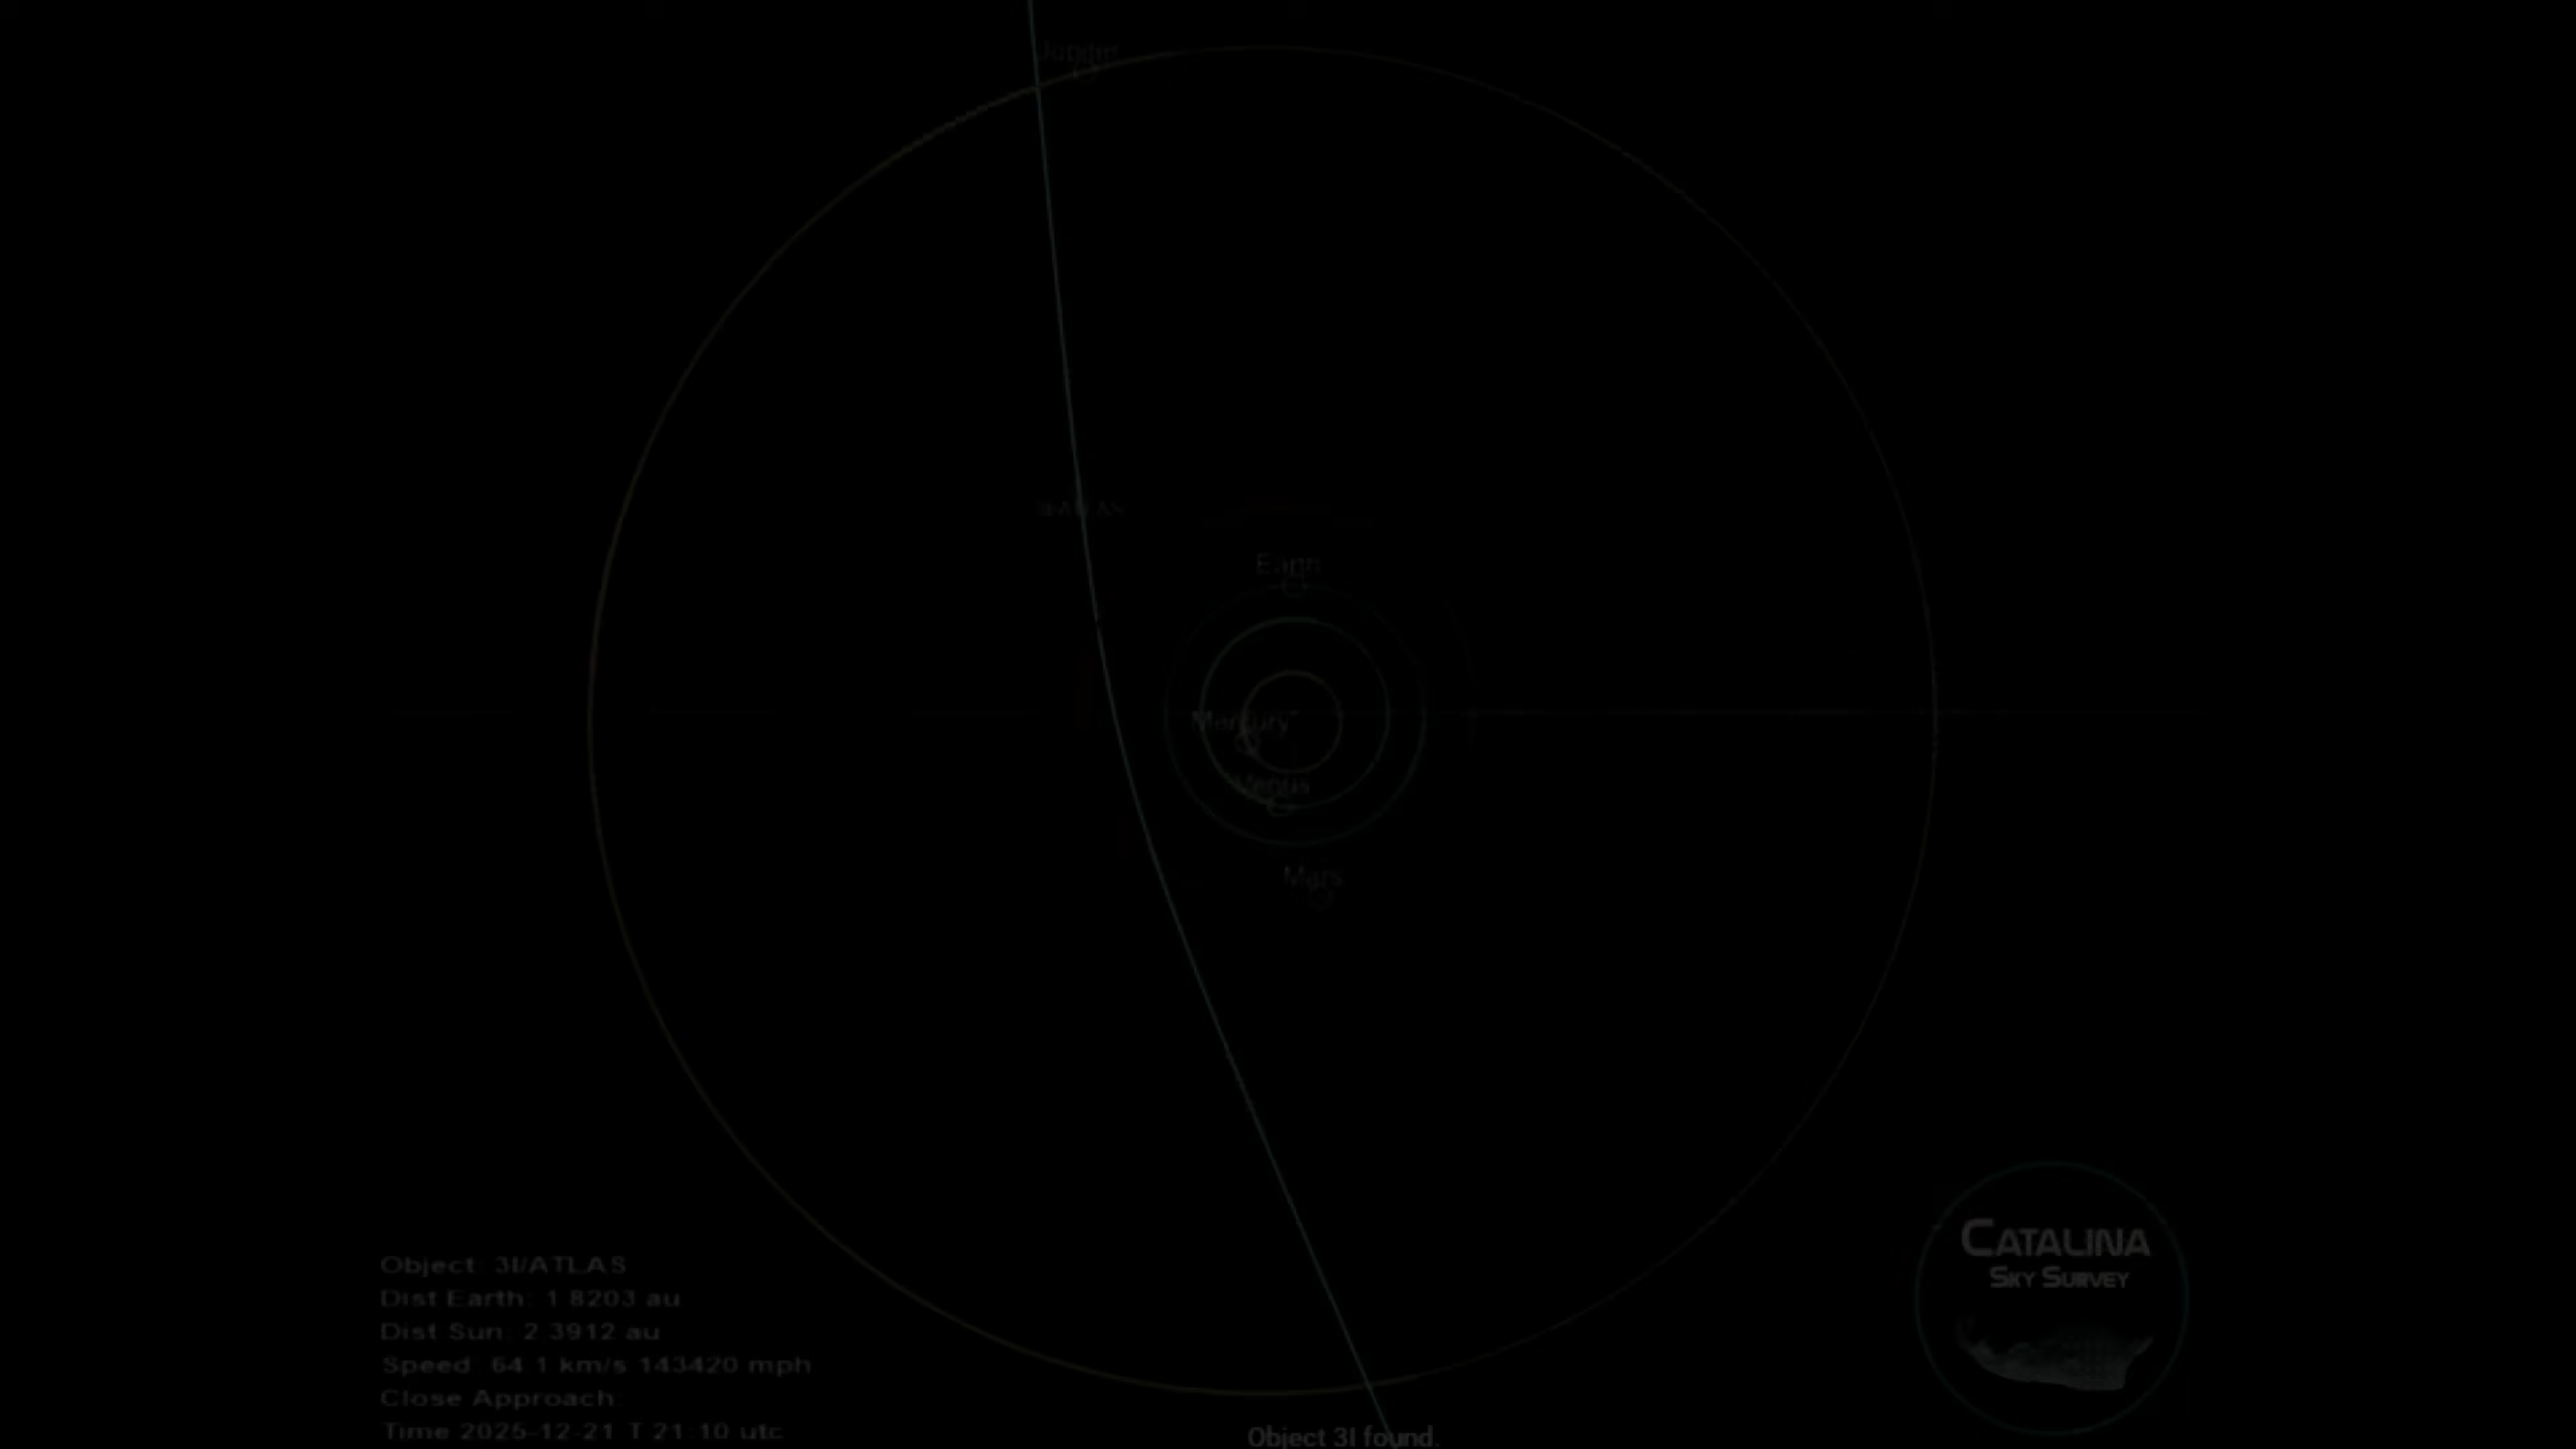 Jupiter
3I/ATLAS
Earth
Mercury
Venus
Mars
Object: 3I/ATLAS
Dist Earth: 1.8203 au
Dist Sun: 2.3912 au
Speed: 64.1 km/s 143420 mph
Close Approach:
Time 2025-12-21 T 21:10 utc
CATALINA
SKY SURVEY
Object 3I found.